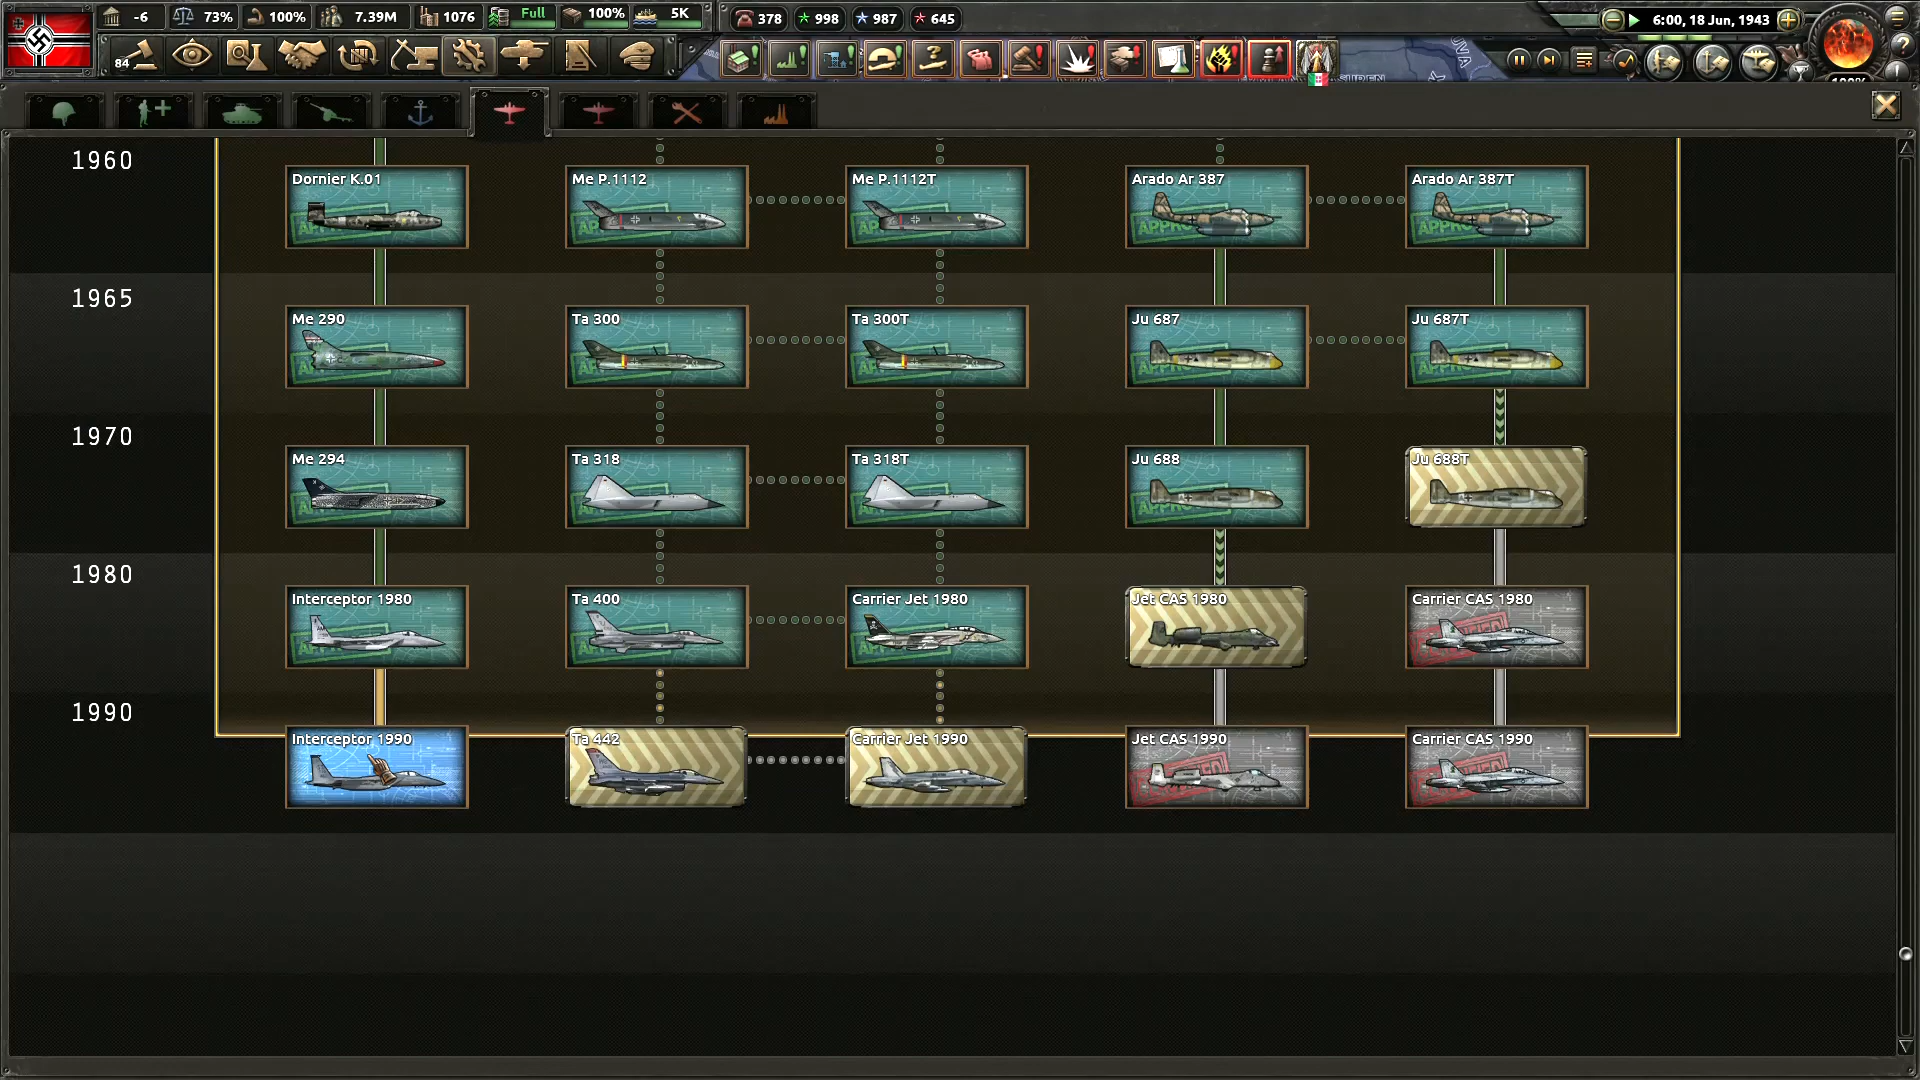 -6 73% 100% 7.39M 1076 Full 100% 5K 378 998 987 645 6:00, 18 Jun, 1943
84
100%
1960
Dornier K.01
Me P.1112
Me P.1112T
Arado Ar 387
Arado Ar 387T
1965
Me 290
Ta 300
Ta 300T
Ju 687
Ju 687T
1970
Me 294
Ta 318
Ta 318T
Ju 688
Ju 688T
1980
Interceptor 1980
Ta 400
Carrier Jet 1980
Jet CAS 1980
Carrier CAS 1980
1990
Interceptor 1990
Ta 442
Carrier Jet 1990
Jet CAS 1990
Carrier CAS 1990